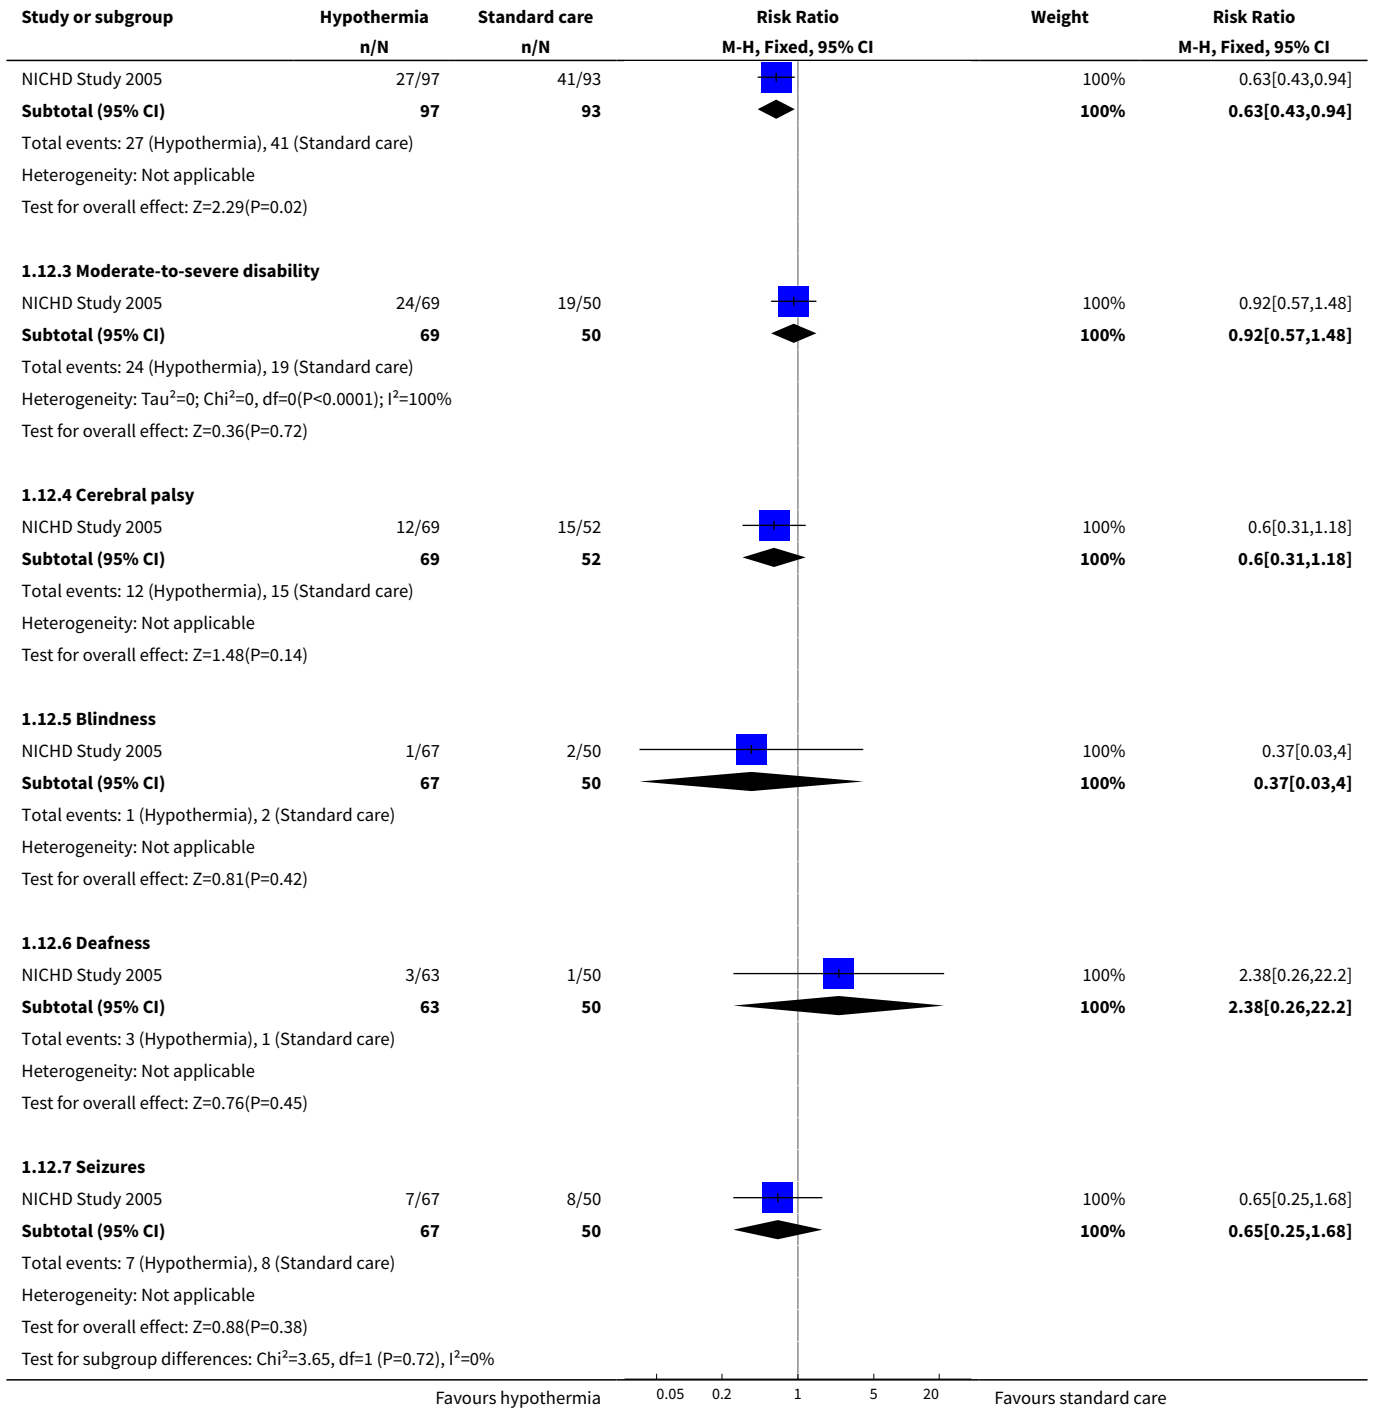 Study or subgroup Hypothermia Standard care Risk Ratio Weight Risk Ratio
n/N n/N M-H, Fixed, 95% CI M-H, Fixed, 95% CI
NICHD Study 2005 27/97 41/93 100% 0.63[0.43,0.94]
Subtotal (95% CI) 97 93 100% 0.63[0.43,0.94]
Total events: 27 (Hypothermia), 41 (Standard care)
Heterogeneity: Not applicable
Test for overall effect: Z=2.29(P=0.02)
1.12.3 Moderate-to-severe disability
NICHD Study 2005 24/69 19/50 100% 0.92[0.57,1.48]
Subtotal (95% CI) 69 50 100% 0.92[0.57,1.48]
Total events: 24 (Hypothermia), 19 (Standard care)
Heterogeneity: Tau²=0; Chi²=0, df=0(P<0.0001); I²=100%
Test for overall effect: Z=0.36(P=0.72)
1.12.4 Cerebral palsy
NICHD Study 2005 12/69 15/52 100% 0.6[0.31,1.18]
Subtotal (95% CI) 69 52 100% 0.6[0.31,1.18]
Total events: 12 (Hypothermia), 15 (Standard care)
Heterogeneity: Not applicable
Test for overall effect: Z=1.48(P=0.14)
1.12.5 Blindness
NICHD Study 2005 1/67 2/50 100% 0.37[0.03,4]
Subtotal (95% CI) 67 50 100% 0.37[0.03,4]
Total events: 1 (Hypothermia), 2 (Standard care)
Heterogeneity: Not applicable
Test for overall effect: Z=0.81(P=0.42)
1.12.6 Deafness
NICHD Study 2005 3/63 1/50 100% 2.38[0.26,22.2]
Subtotal (95% CI) 63 50 100% 2.38[0.26,22.2]
Total events: 3 (Hypothermia), 1 (Standard care)
Heterogeneity: Not applicable
Test for overall effect: Z=0.76(P=0.45)
1.12.7 Seizures
NICHD Study 2005 7/67 8/50 100% 0.65[0.25,1.68]
Subtotal (95% CI) 67 50 100% 0.65[0.25,1.68]
Total events: 7 (Hypothermia), 8 (Standard care)
Heterogeneity: Not applicable
Test for overall effect: Z=0.88(P=0.38)
Test for subgroup differences: Chi²=3.65, df=1 (P=0.72), I²=0%
Favours hypothermia 0.05 0.2 1 5 20 Favours standard care